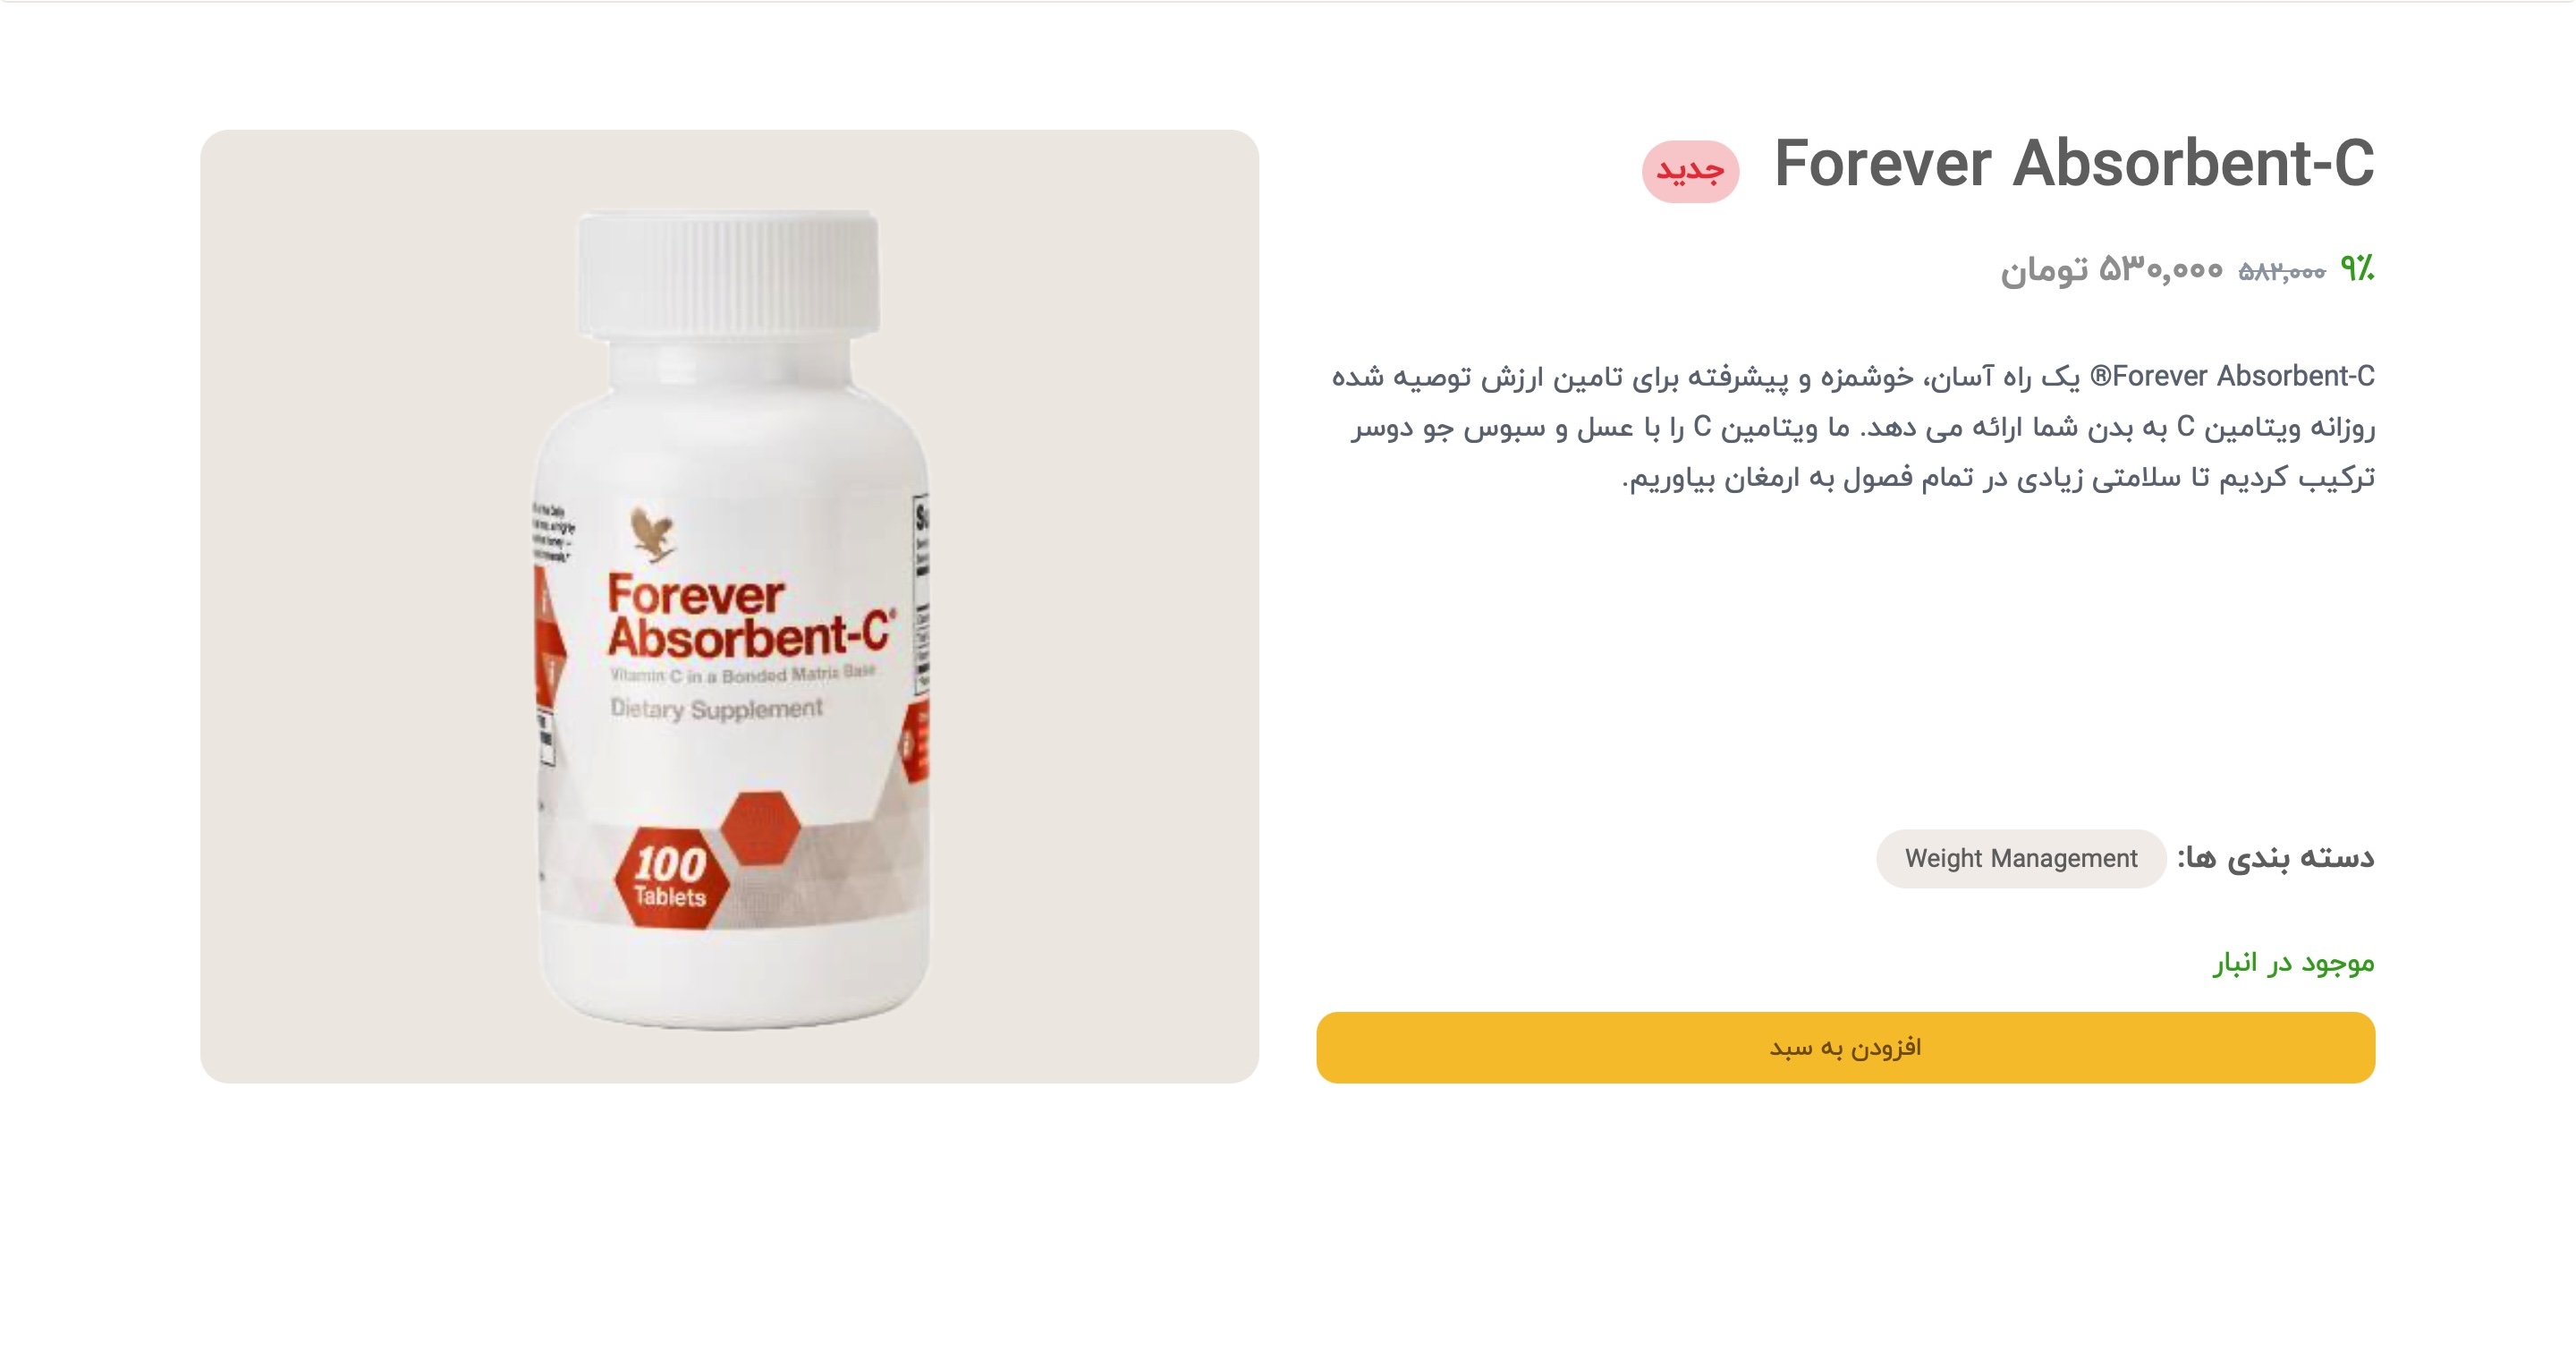 Forever Absorbent-C جدید
۹٪ ۵۸۲,۰۰۰ ۵۳۰,۰۰۰ تومان
Forever Absorbent-C® یک راه آسان، خوشمزه و پیشرفته برای تامین ارزش توصیه شده
روزانه ویتامین C به بدن شما ارائه می دهد. ما ویتامین C را با عسل و سبوس جو دوسر
ترکیب کردیم تا سلامتی زیادی در تمام فصول به ارمغان بیاوریم.
دسته بندی ها: Weight Management
موجود در انبار
افزودن به سبد
Forever
Absorbent-C®
Vitamin C in a Bonded Matrix Base
Dietary Supplement
100
Tablets